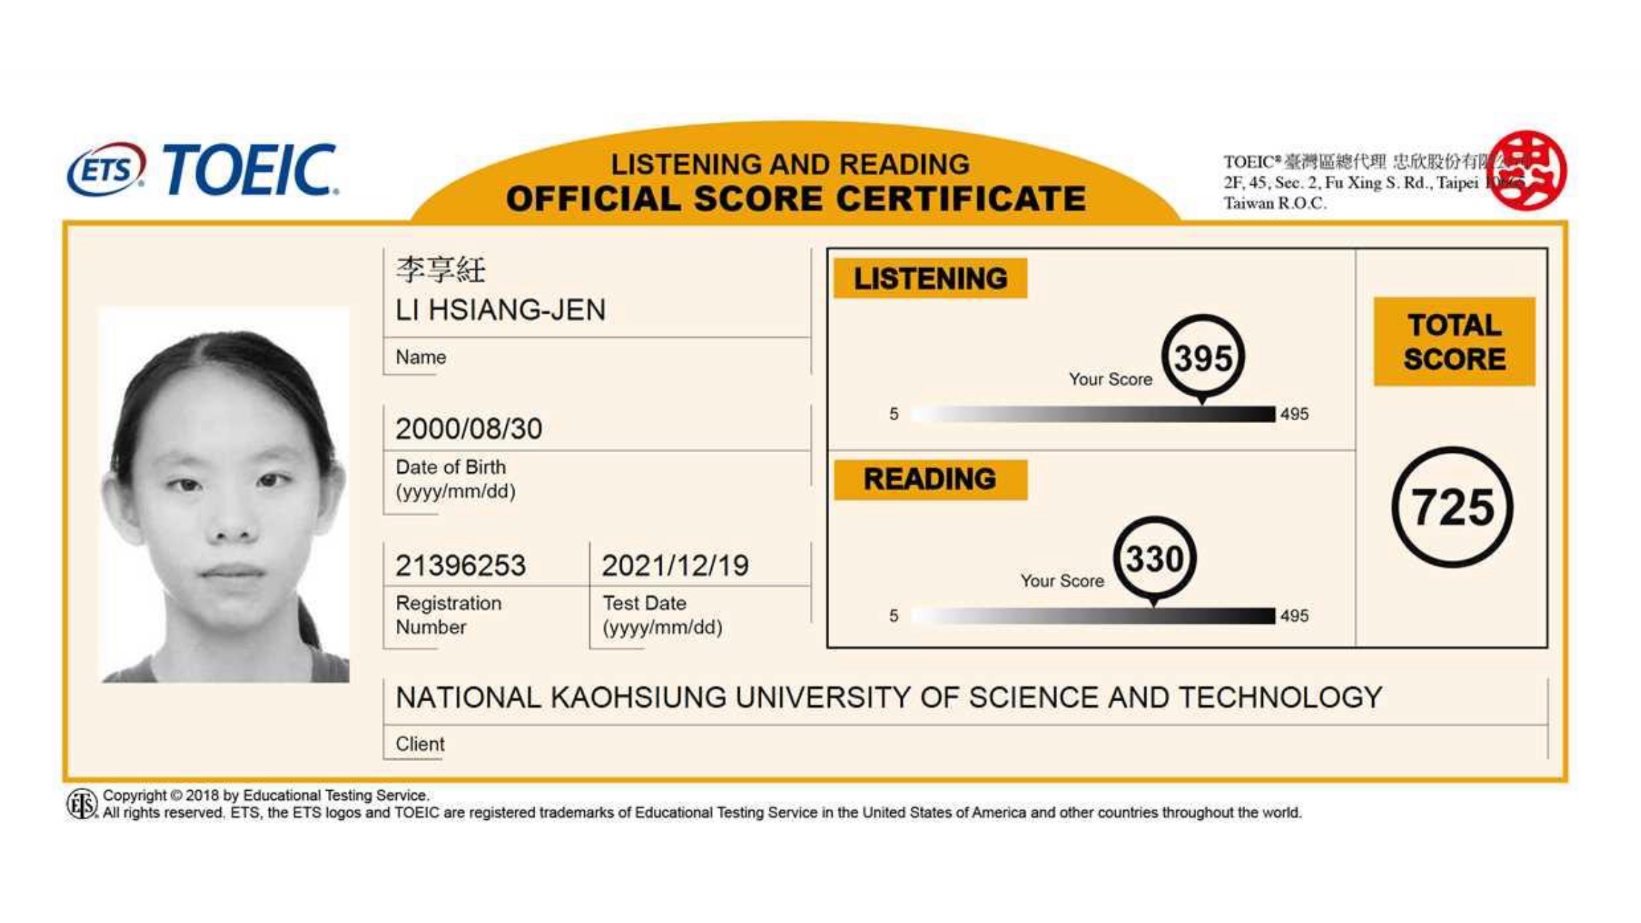 ETS TOEIC®
LISTENING AND READING
OFFICIAL SCORE CERTIFICATE
TOEIC® 臺灣區總代理 忠欣股份有限公司
2F, 45, Sec. 2, Fu Xing S. Rd., Taipei
Taiwan R.O.C.
李享紝
LI HSIANG-JEN
Name
2000/08/30
Date of Birth
(yyyy/mm/dd)
21396253
Registration
Number
2021/12/19
Test Date
(yyyy/mm/dd)
LISTENING
Your Score
395
5
495
READING
Your Score
330
5
495
TOTAL
SCORE
725
NATIONAL KAOHSIUNG UNIVERSITY OF SCIENCE AND TECHNOLOGY
Client
ETS® Copyright © 2018 by Educational Testing Service.
All rights reserved. ETS, the ETS logos and TOEIC are registered trademarks of Educational Testing Service in the United States of America and other countries throughout the world.